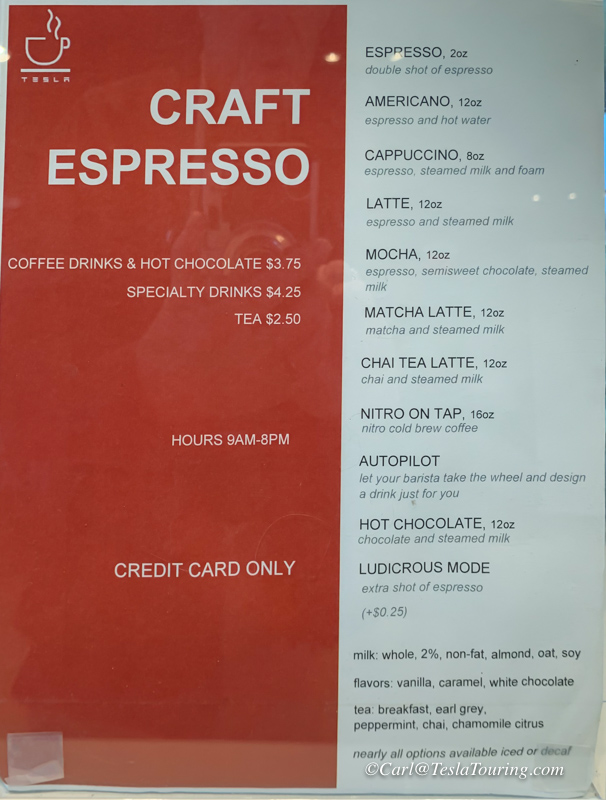 TESLA
CRAFT
ESPRESSO
COFFEE DRINKS & HOT CHOCOLATE $3.75
SPECIALTY DRINKS $4.25
TEA $2.50
HOURS 9AM-8PM
CREDIT CARD ONLY
ESPRESSO, 2oz
double shot of espresso
AMERICANO, 12oz
espresso and hot water
CAPPUCCINO, 8oz
espresso, steamed milk and foam
LATTE, 12oz
espresso and steamed milk
MOCHA, 12oz
espresso, semisweet chocolate, steamed
milk
MATCHA LATTE, 12oz
matcha and steamed milk
CHAI TEA LATTE, 12oz
chai and steamed milk
NITRO ON TAP, 16oz
nitro cold brew coffee
AUTOPILOT
let your barista take the wheel and design
a drink just for you
HOT CHOCOLATE, 12oz
chocolate and steamed milk
LUDICROUS MODE
extra shot of espresso
(+$0.25)
milk: whole, 2%, non-fat, almond, oat, soy
flavors: vanilla, caramel, white chocolate
tea: breakfast, earl grey,
peppermint, chai, chamomile citrus
nearly all options available iced or decaf
©Carl@TeslaTouring.com